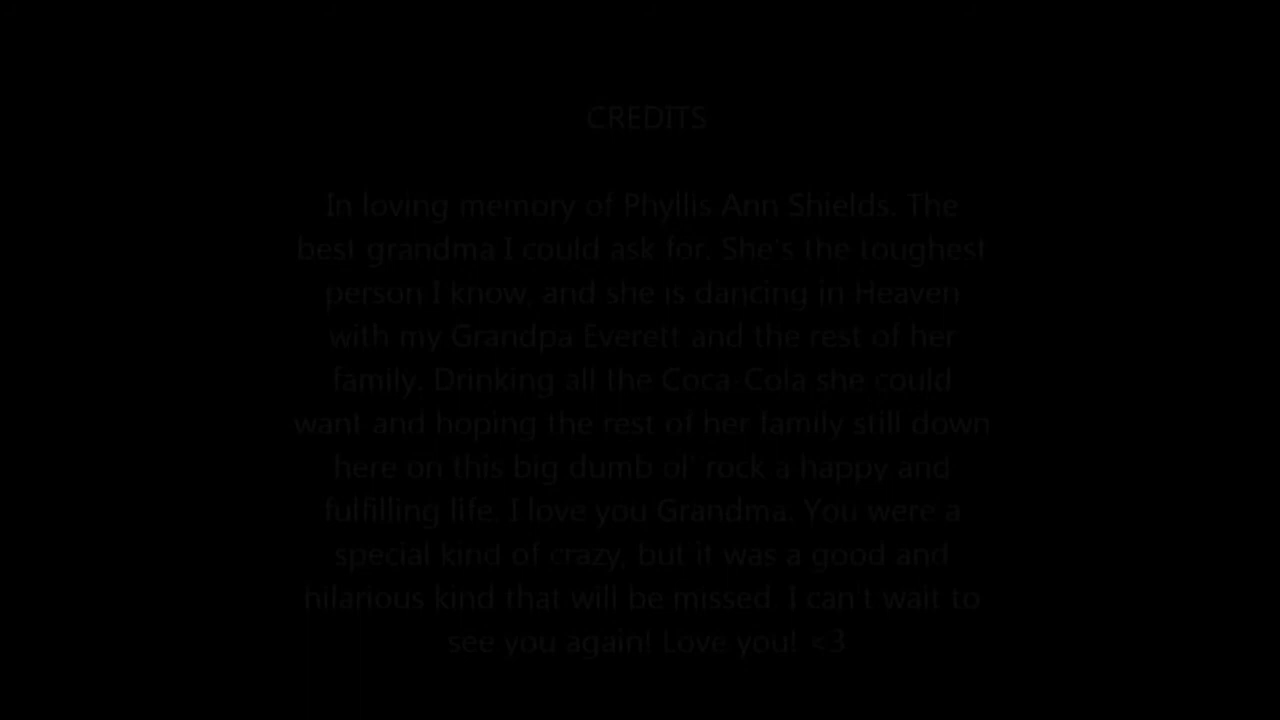 CREDITS
In loving memory of Phyllis Ann Shields. The
best grandma I could ask for. She's the toughest
person I know, and she is dancing in Heaven
with my Grandpa Everett and the rest of her
family. Drinking all the Coca-Cola she could
want and hoping the rest of her family still down
here on this big dumb ol' rock a happy and
fulfilling life. I love you Grandma. You were a
special kind of crazy, but it was a good and
hilarious kind that will be missed. I can't wait to
see you again! Love you! <3